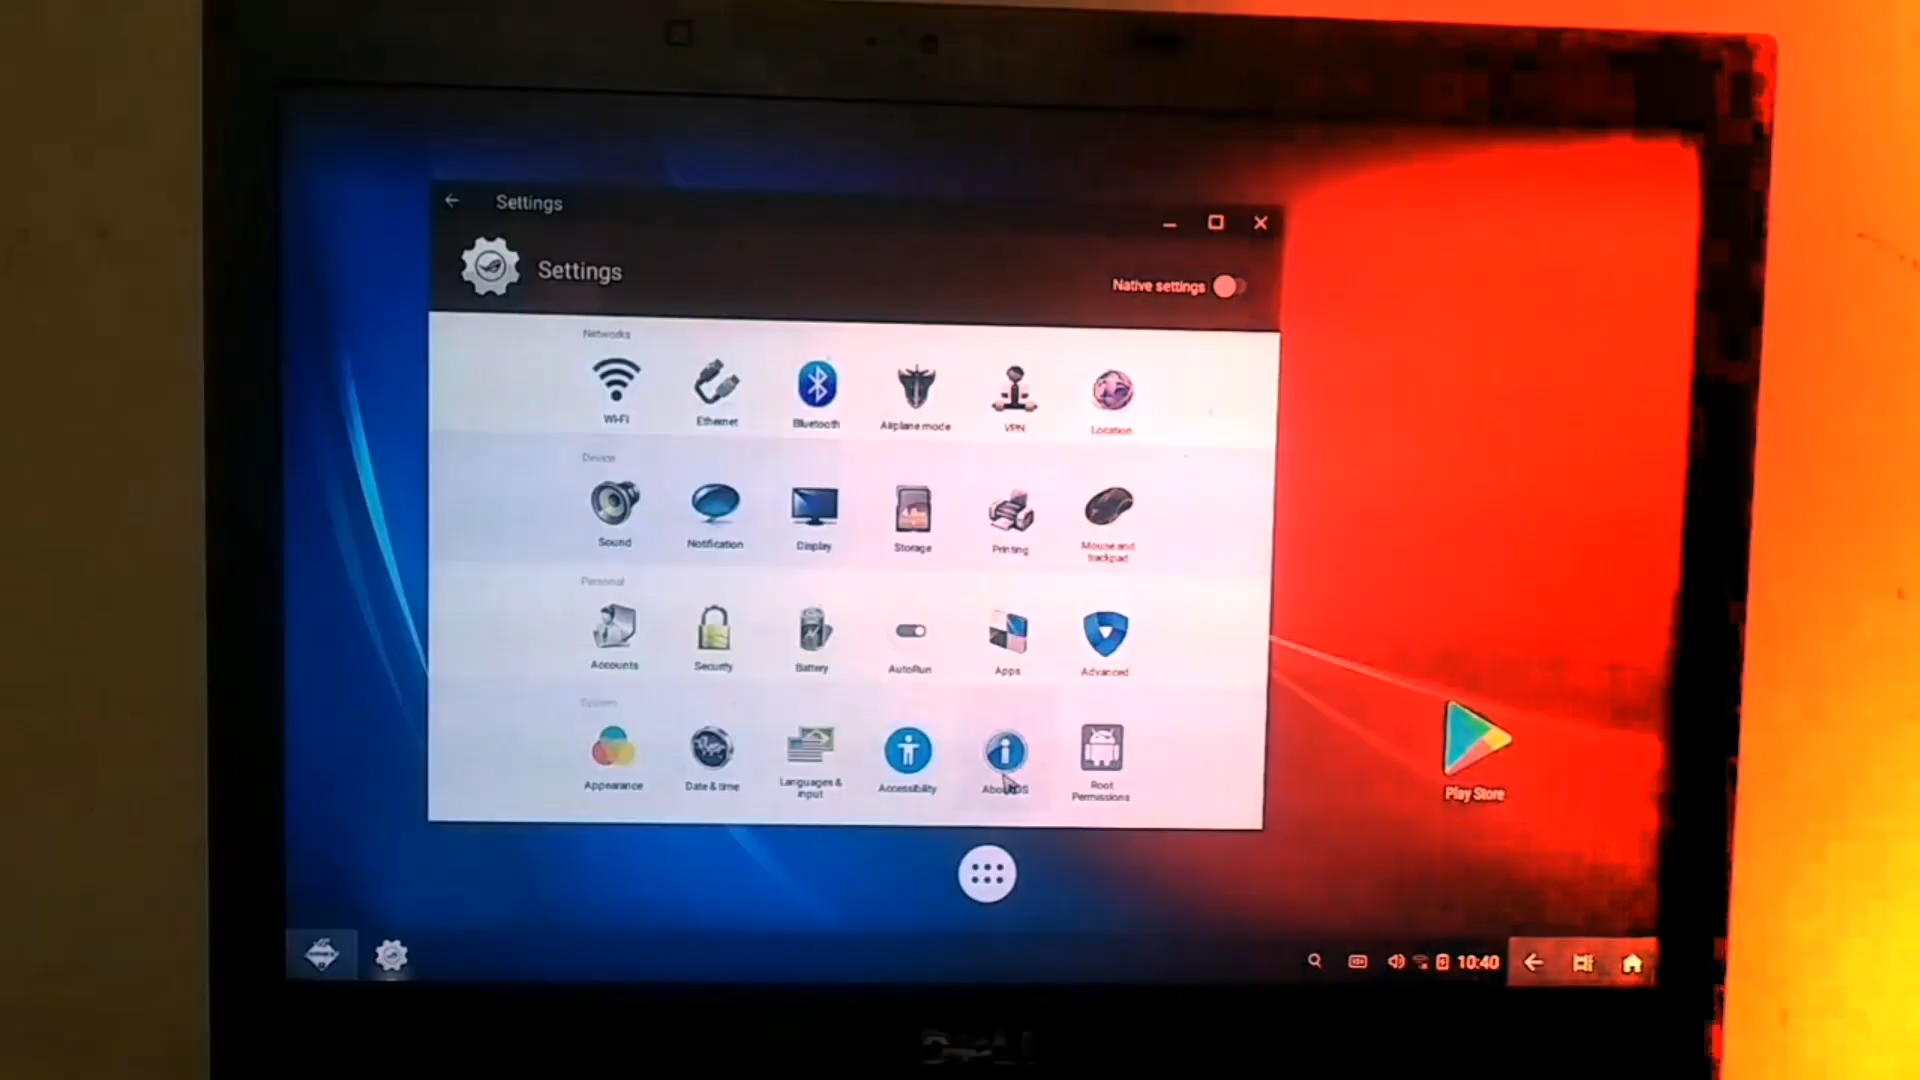 Settings
Settings
Native settings
Networks
Wi-Fi
Ethernet
Bluetooth
Airplane mode
VPN
Location
Device
Sound
Notification
Display
Storage
Printing
Mouse and
trackpad
Personal
Accounts
Security
Battery
AutoRun
Apps
Advanced
System
Appearance
Date & time
Languages &
input
Accessibility
Root
Permissions
Play Store
10:40